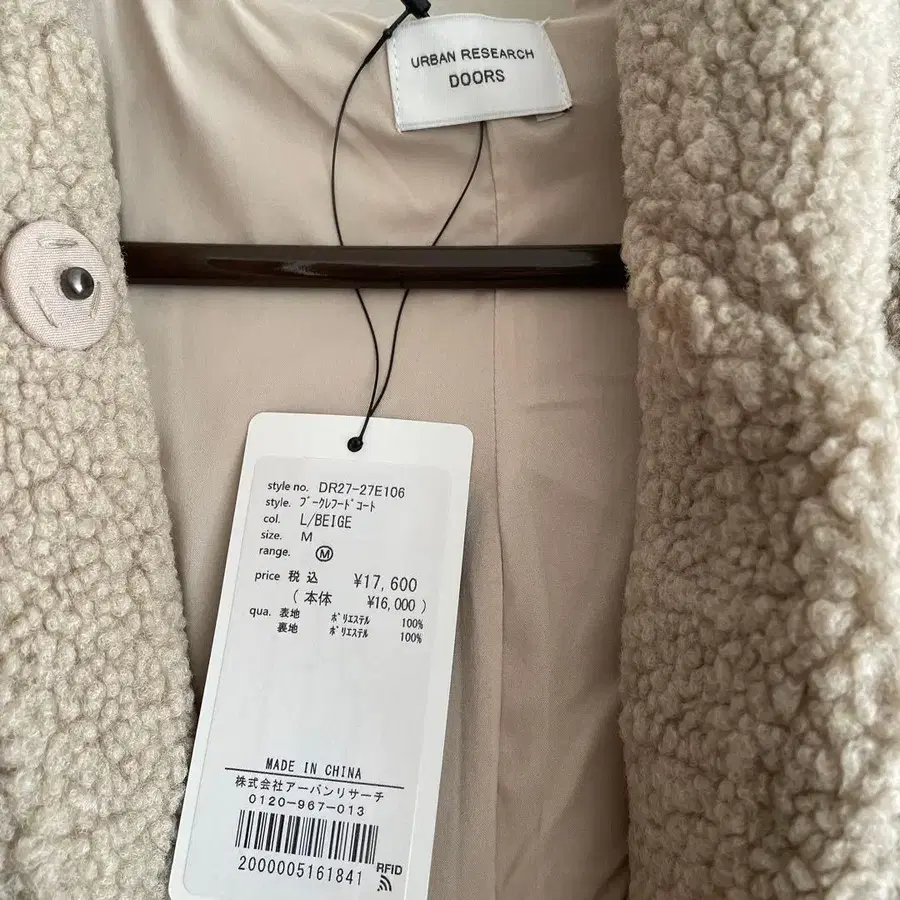 URBAN RESEARCH
DOORS
style no. DR27-27E106
style. ﾌﾞｰｸﾚﾌｰﾄﾞｺｰﾄ
col. L/BEIGE
size. M
range. Ⓜ
price 税込 ¥17,600
( 本体 ¥16,000 )
qua. 表地 ﾎﾟﾘｴｽﾃﾙ 100%
裏地 ﾎﾟﾘｴｽﾃﾙ 100%
MADE IN CHINA
株式会社アーバンリサーチ
0120-967-013
2000005161841
RFID